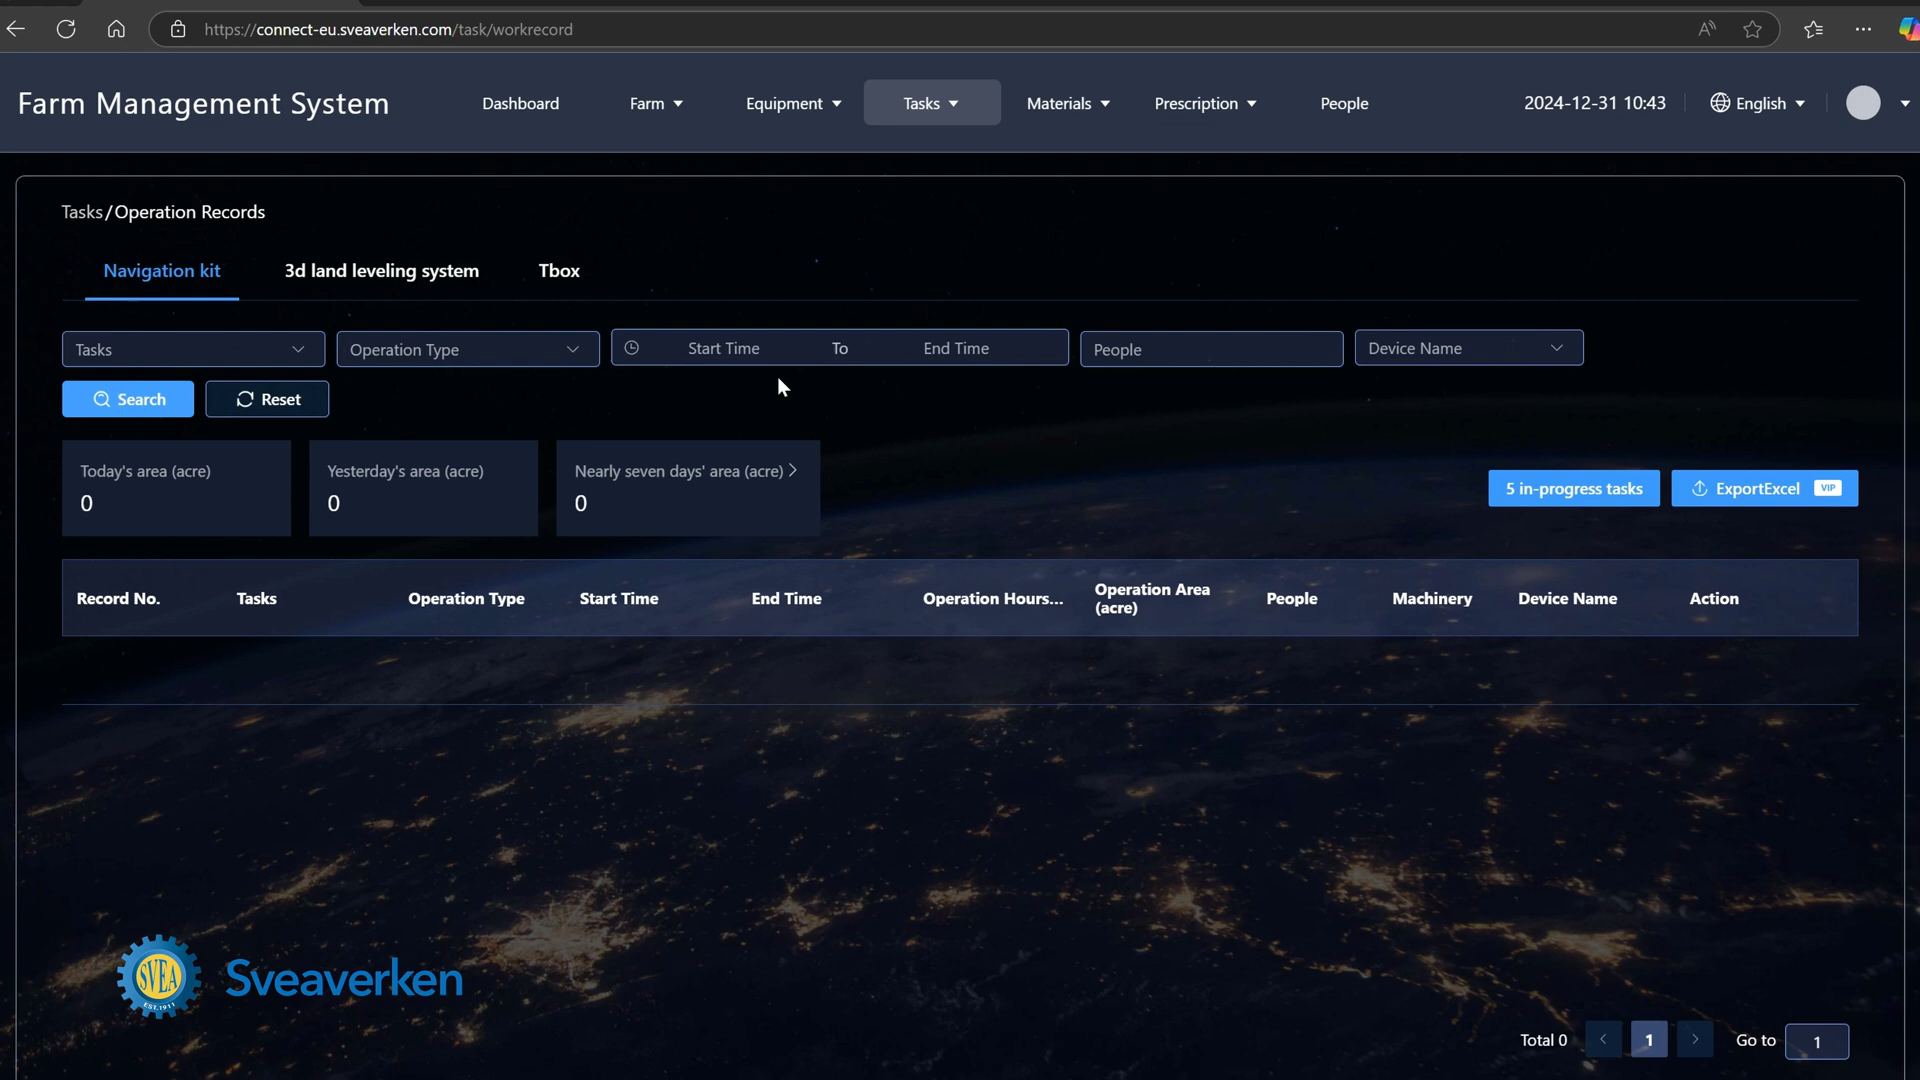 https://connect-eu.sveaverken.com/task/workrecord
Farm Management System
Dashboard
Farm
Equipment
Tasks
Materials
Prescription
People
2024-12-31 10:43
English
Tasks/Operation Records
Navigation kit
3d land leveling system
Tbox
Tasks
Operation Type
Start Time To End Time
People
Device Name
Search
Reset
Today's area (acre)
0
Yesterday's area (acre)
0
Nearly seven days' area (acre)
0
5 in-progress tasks
ExportExcel VIP
Record No.
Tasks
Operation Type
Start Time
End Time
Operation Hours...
Operation Area
(acre)
People
Machinery
Device Name
Action
SVEA
EST.1911
Sveaverken
Total 0
1
Go to
1